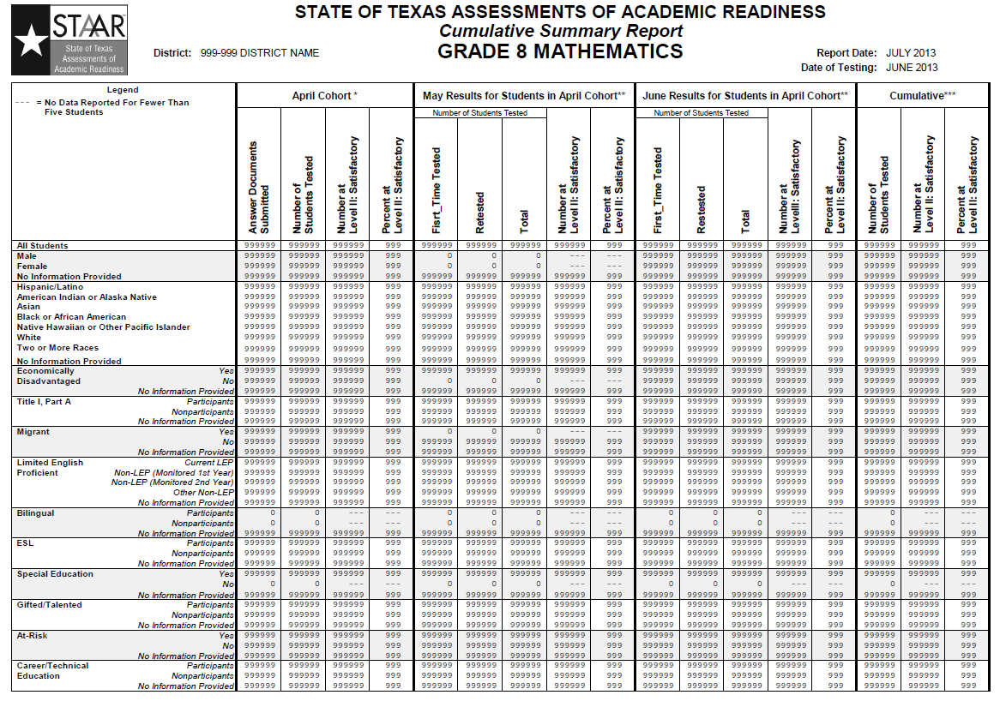 STAAR
State of Texas
Assessments of
Academic Readiness
STATE OF TEXAS ASSESSMENTS OF ACADEMIC READINESS
Cumulative Summary Report
GRADE 8 MATHEMATICS
District: 999-999 DISTRICT NAME
Report Date: JULY 2013
Date of Testing: JUNE 2013
Legend
--- = No Data Reported For Fewer Than
Five Students
April Cohort * May Results for Students in April Cohort** June Results for Students in April Cohort** Cumulative***
Number of Students Tested Number of Students Tested
Answer Documents
Submitted
Number of
Students Tested
Number at
Level II: Satisfactory
Percent at
Level II: Satisfactory
Fisrt_Time Tested
Retested
Total
Number at
Level II: Satisfactory
Percent at
Level II: Satisfactory
First_Time Tested
Restested
Total
Number at
LevelII: Satisfactory
Percent at
Level II: Satisfactory
Number of
Students Tested
Number at
Level II: Satisfactory
Percent at
Level II: Satisfactory
All Students 999999 999999 999999 999 999999 999999 999999 999999 999 999999 999999 999999 999999 999 999999 999999 999
Male 999999 999999 999999 999 0 0 0 --- --- 999999 999999 999999 999999 999 999999 999999 999
Female 999999 999999 999999 999 0 0 0 --- --- 999999 999999 999999 999999 999 999999 999999 999
No Information Provided 999999 999999 999999 999 999999 999999 999999 999999 999 999999 999999 999999 999999 999 999999 999999 999
Hispanic/Latino 999999 999999 999999 999 999999 999999 999999 999999 999 999999 999999 999999 999999 999 999999 999999 999
American Indian or Alaska Native 999999 999999 999999 999 999999 999999 999999 999999 999 999999 999999 999999 999999 999 999999 999999 999
Asian 999999 999999 999999 999 999999 999999 999999 999999 999 999999 999999 999999 999999 999 999999 999999 999
Black or African American 999999 999999 999999 999 999999 999999 999999 999999 999 999999 999999 999999 999999 999 999999 999999 999
Native Hawaiian or Other Pacific Islander 999999 999999 999999 999 999999 999999 999999 999999 999 999999 999999 999999 999999 999 999999 999999 999
White 999999 999999 999999 999 999999 999999 999999 999999 999 999999 999999 999999 999999 999 999999 999999 999
Two or More Races 999999 999999 999999 999 999999 999999 999999 999999 999 999999 999999 999999 999999 999 999999 999999 999
No Information Provided 999999 999999 999999 999 999999 999999 999999 999999 999 999999 999999 999999 999999 999 999999 999999 999
Economically Yes 999999 999999 999999 999 999999 999999 999999 999999 999 999999 999999 999999 999999 999 999999 999999 999
Disadvantaged No 999999 999999 999999 999 0 0 0 --- --- 999999 999999 999999 999999 999 999999 999999 999
No Information Provided 999999 999999 999999 999 999999 999999 999999 999999 999 999999 999999 999999 999999 999 999999 999999 999
Title I, Part A Participants 999999 999999 999999 999 999999 999999 999999 999999 999 999999 999999 999999 999999 999 999999 999999 999
Nonparticipants 999999 999999 999999 999 999999 999999 999999 999999 999 999999 999999 999999 999999 999 999999 999999 999
No Information Provided 999999 999999 999999 999 999999 999999 999999 999999 999 999999 999999 999999 999999 999 999999 999999 999
Migrant Yes 999999 999999 999999 999 0 0 0 --- --- 999999 999999 999999 999999 999 999999 999999 999
No 999999 999999 999999 999 999999 999999 999999 999999 999 999999 999999 999999 999999 999 999999 999999 999
No Information Provided 999999 999999 999999 999 999999 999999 999999 999999 999 999999 999999 999999 999999 999 999999 999999 999
Limited English Current LEP 999999 999999 999999 999 999999 999999 999999 999999 999 999999 999999 999999 999999 999 999999 999999 999
Proficient Non-LEP (Monitored 1st Year) 999999 999999 999999 999 999999 999999 999999 999999 999 999999 999999 999999 999999 999 999999 999999 999
Non-LEP (Monitored 2nd Year) 999999 999999 999999 999 999999 999999 999999 999999 999 999999 999999 999999 999999 999 999999 999999 999
Other Non-LEP 999999 999999 999999 999 999999 999999 999999 999999 999 999999 999999 999999 999999 999 999999 999999 999
No Information Provided 999999 999999 999999 999 999999 999999 999999 999999 999 999999 999999 999999 999999 999 999999 999999 999
Bilingual Participants 0 0 --- --- 0 0 0 --- --- 0 0 0 --- --- 0 --- ---
Nonparticipants 0 0 --- --- 0 0 0 --- --- 0 0 0 --- --- 0 --- ---
No Information Provided 999999 999999 999999 999 999999 999999 999999 999999 999 999999 999999 999999 999999 999 999999 999999 999
ESL Participants 999999 999999 999999 999 999999 999999 999999 999999 999 999999 999999 999999 999999 999 999999 999999 999
Nonparticipants 999999 999999 999999 999 999999 999999 999999 999999 999 999999 999999 999999 999999 999 999999 999999 999
No Information Provided 999999 999999 999999 999 999999 999999 999999 999999 999 999999 999999 999999 999999 999 999999 999999 999
Special Education Yes 999999 999999 999999 999 999999 999999 999999 999999 999 999999 999999 999999 999999 999 999999 999999 999
No 0 0 --- --- 0 0 0 --- --- 0 0 0 --- --- 0 --- ---
No Information Provided 999999 999999 999999 999 999999 999999 999999 999999 999 999999 999999 999999 999999 999 999999 999999 999
Gifted/Talented Participants 999999 999999 999999 999 999999 999999 999999 999999 999 999999 999999 999999 999999 999 999999 999999 999
Nonparticipants 999999 999999 999999 999 999999 999999 999999 999999 999 999999 999999 999999 999999 999 999999 999999 999
No Information Provided 999999 999999 999999 999 999999 999999 999999 999999 999 999999 999999 999999 999999 999 999999 999999 999
At-Risk Yes 999999 999999 999999 999 999999 999999 999999 999999 999 999999 999999 999999 999999 999 999999 999999 999
No 999999 999999 999999 999 999999 999999 999999 999999 999 999999 999999 999999 999999 999 999999 999999 999
No Information Provided 999999 999999 999999 999 999999 999999 999999 999999 999 999999 999999 999999 999999 999 999999 999999 999
Career/Technical Participants 999999 999999 999999 999 999999 999999 999999 999999 999 999999 999999 999999 999999 999 999999 999999 999
Education Nonparticipants 999999 999999 999999 999 999999 999999 999999 999999 999 999999 999999 999999 999999 999 999999 999999 999
No Information Provided 999999 999999 999999 999 999999 999999 999999 999999 999 999999 999999 999999 999999 999 999999 999999 999